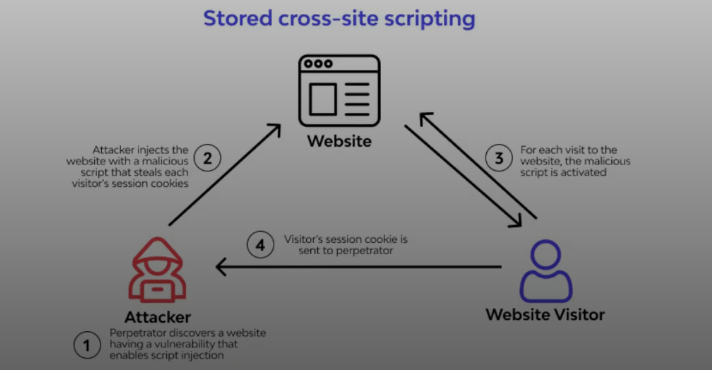 Stored cross-site scripting
Website
Attacker injects the
website with a malicious
script that steals each
visitor's session cookies
2
3
For each visit to the
website, the malicious
script is activated
4
Visitor's session cookie is
sent to perpetrator
Attacker
Website Visitor
1
Perpetrator discovers a website
having a vulnerability that
enables script injection